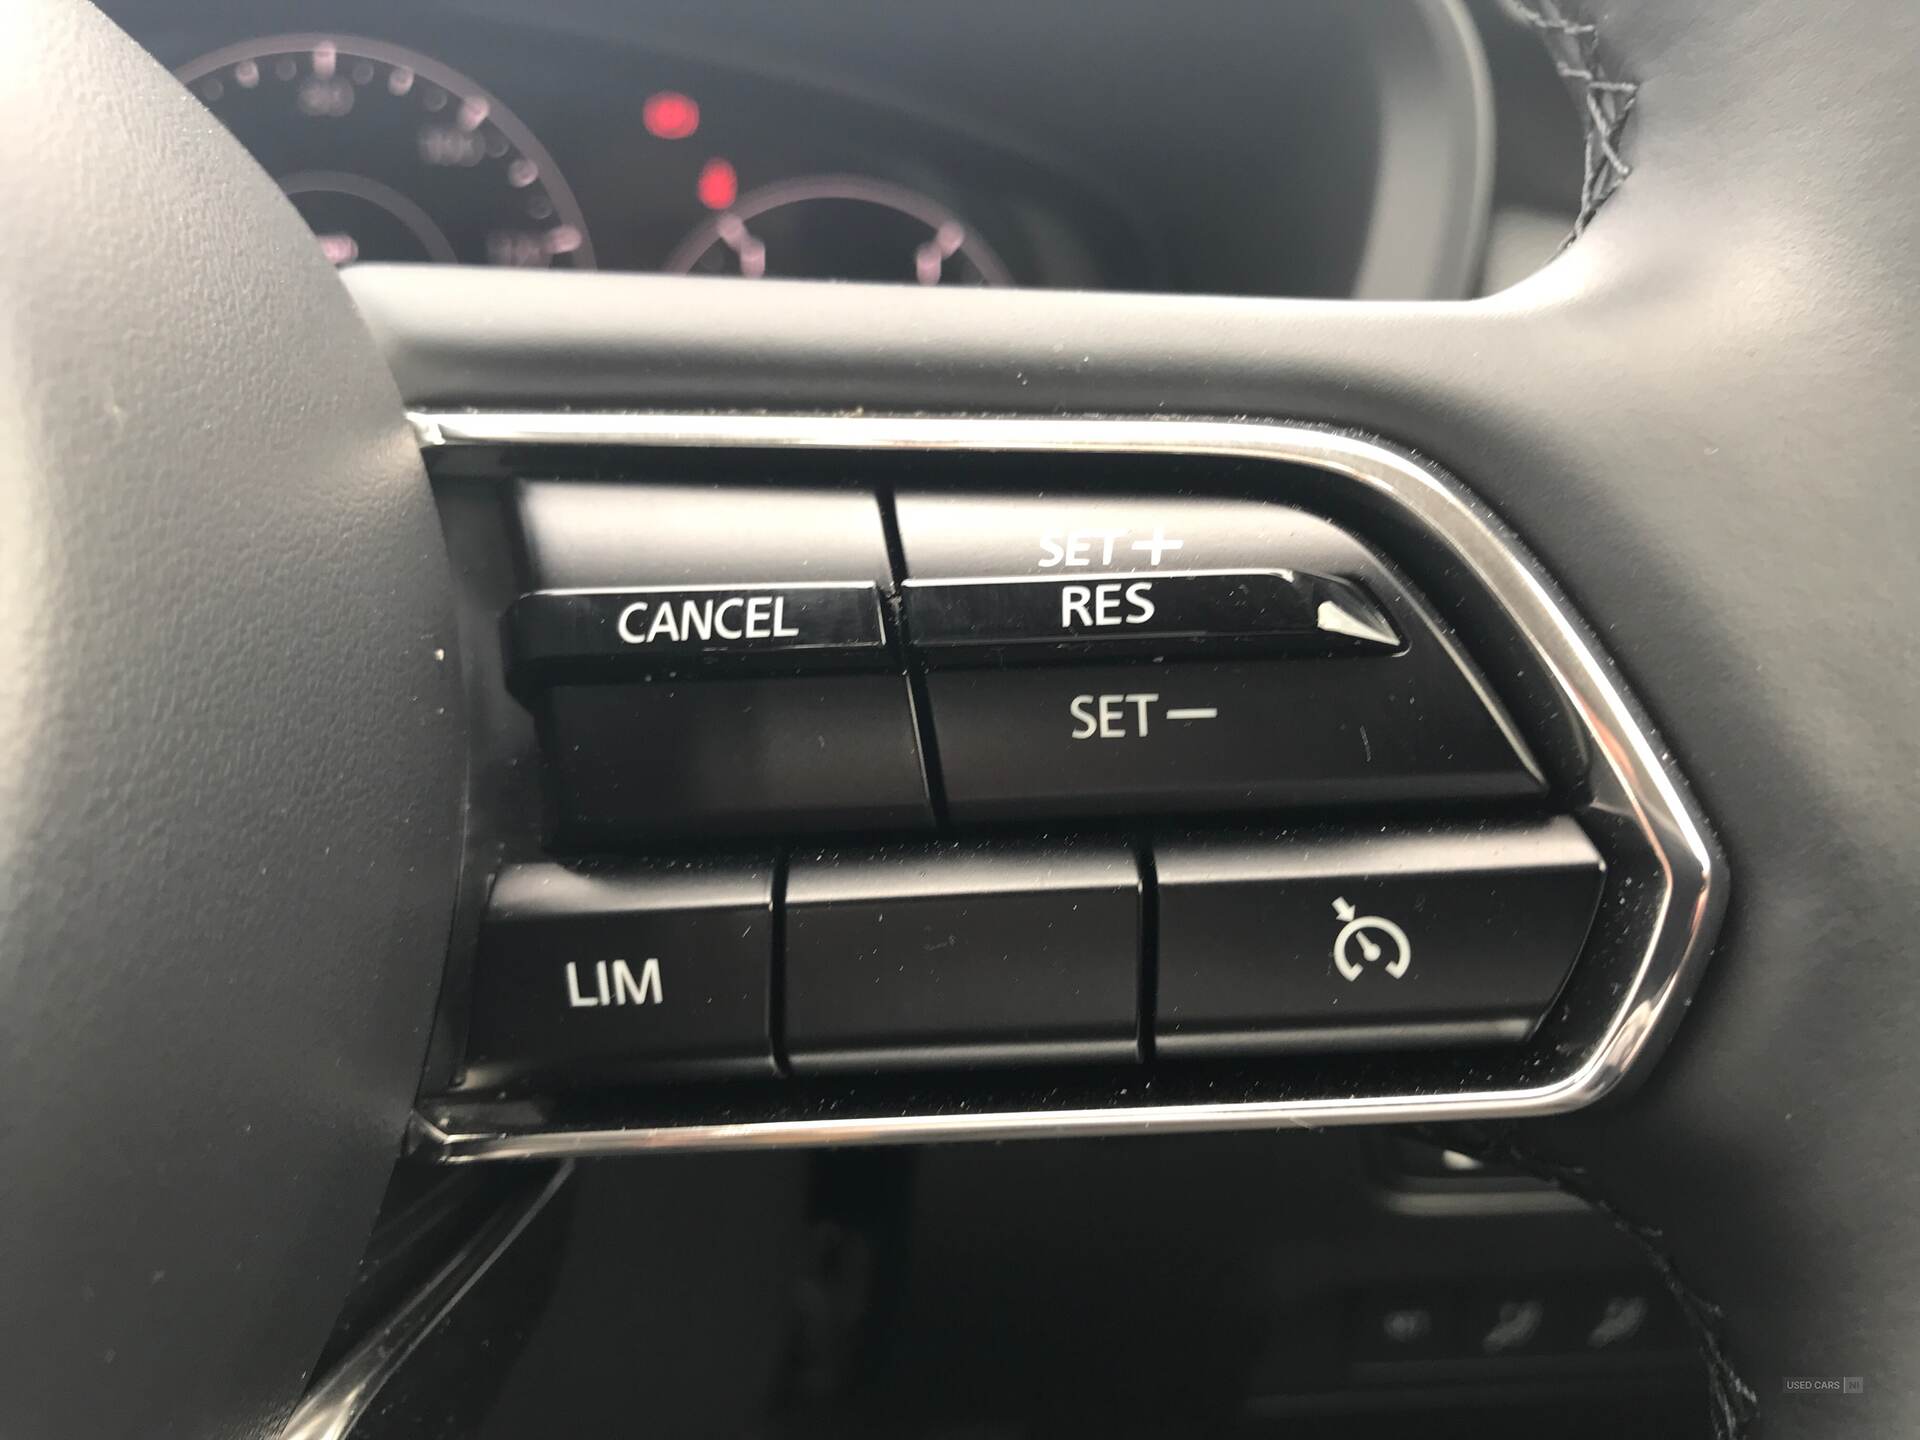 SET+
CANCEL
RES
SET-
LIM
USED CARS NI